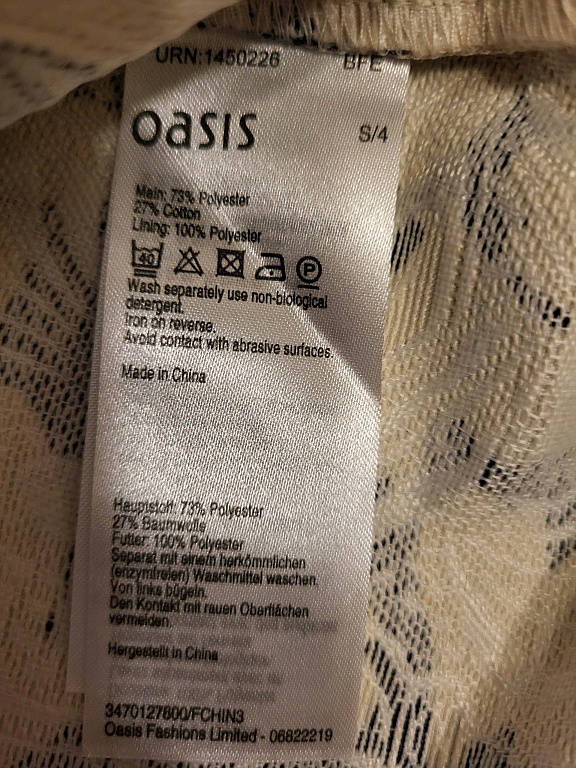 URN:1450226 BFE
oasis
S/4
Main: 73% Polyester
27% Cotton
Lining: 100% Polyester
40 P
Wash separately use non-biological
detergent.
Iron on reverse.
Avoid contact with abrasive surfaces.
Made in China
Hauptstoff: 73% Polyester
27% Baumwolle
Futter: 100% Polyester
Separat mit einem herkömmlichen
(enzymfreien) Waschmittel waschen.
Von links bügeln.
Den Kontakt mit rauen Oberflächen
vermeiden.
Hergestellt in China
3470127800/FCHIN3
Oasis Fashions Limited - 06822219